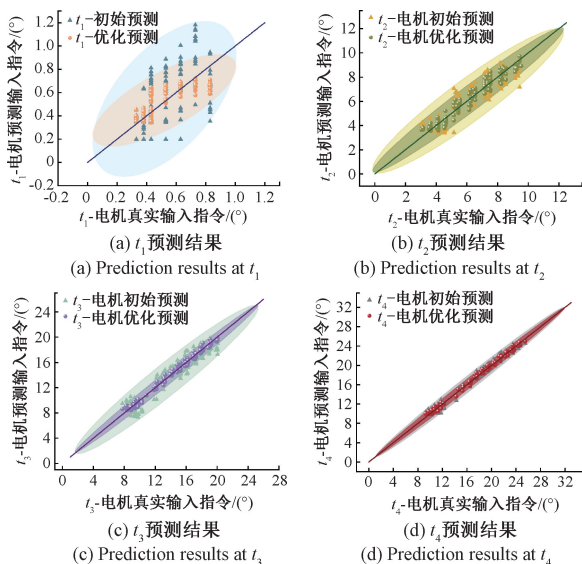 t1-初始预测
t1-优化预测
1.2
1.0
0.8
0.6
0.4
0.2
0
-0.2
-0.2 0 0.2 0.4 0.6 0.8 1.0 1.2
t1-电机预测输入指令/(°)
t1-电机真实输入指令/(°)
(a) t1预测结果
(a) Prediction results at t1
t2-电机初始预测
t2-电机优化预测
12
8
4
0
0 2 4 6 8 10 12
t2-电机预测输入指令/(°)
t2-电机真实输入指令/(°)
(b) t2预测结果
(b) Prediction results at t2
t3-电机初始预测
t3-电机优化预测
24
20
16
12
8
4
0
0 4 8 12 16 20 24
t3-电机预测输入指令/(°)
t3-电机真实输入指令/(°)
(c) t3预测结果
(c) Prediction results at t3
t4-电机初始预测
t4-电机优化预测
32
28
24
20
16
12
8
4
0
0 4 8 12 16 20 24 28 32
t4-电机预测输入指令/(°)
t4-电机真实输入指令/(°)
(d) t4预测结果
(d) Prediction results at t4